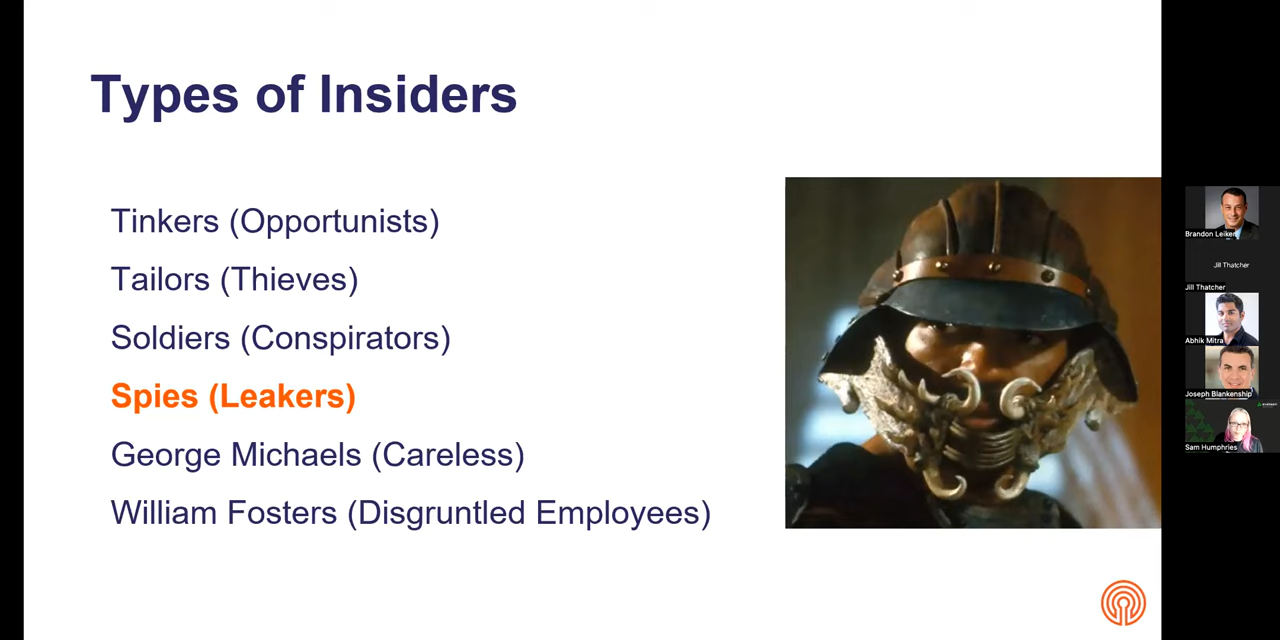 Types of Insiders
Tinkers (Opportunists)
Tailors (Thieves)
Soldiers (Conspirators)
Spies (Leakers)
George Michaels (Careless)
William Fosters (Disgruntled Employees)
Brandon Leiker
Jill Thatcher
Jill Thatcher
Abhik Mitra
Joseph Blankenship
Sam Humphries